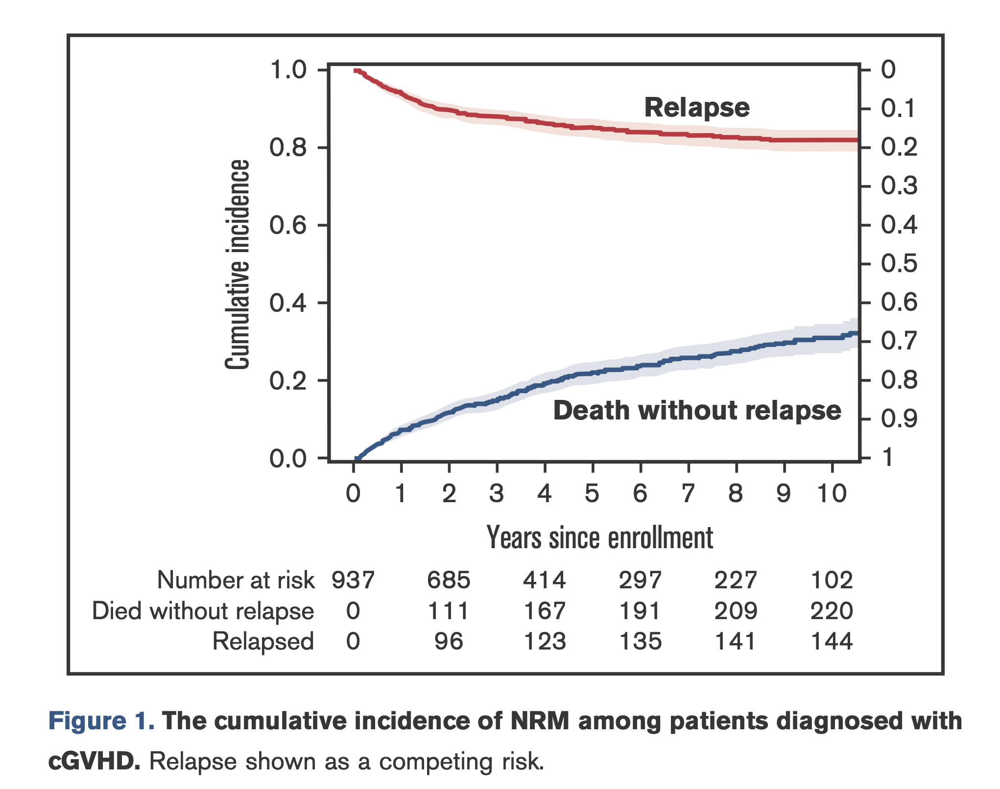 Cumulative incidence
1.0
0.8
0.6
0.4
0.2
0.0
Relapse
Death without relapse
0
0.1
0.2
0.3
0.4
0.5
0.6
0.7
0.8
0.9
1
0 1 2 3 4 5 6 7 8 9 10
Years since enrollment
Number at risk 937 685 414 297 227 102
Died without relapse 0 111 167 191 209 220
Relapsed 0 96 123 135 141 144
Figure 1. The cumulative incidence of NRM among patients diagnosed with
cGVHD. Relapse shown as a competing risk.